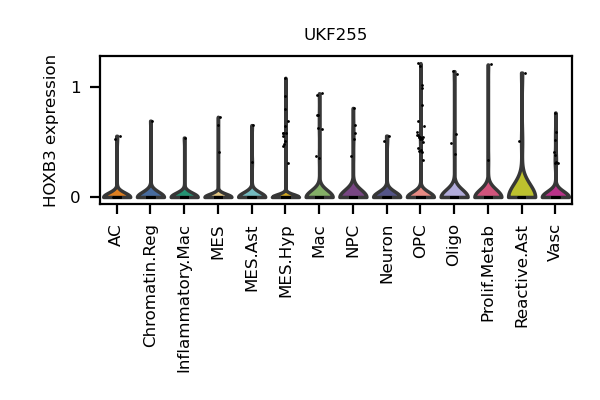 UKF255
HOXB3 expression
1
0
AC
Chromatin.Reg
Inflammatory.Mac
MES
MES.Ast
MES.Hyp
Mac
NPC
Neuron
OPC
Oligo
Prolif.Metab
Reactive.Ast
Vasc